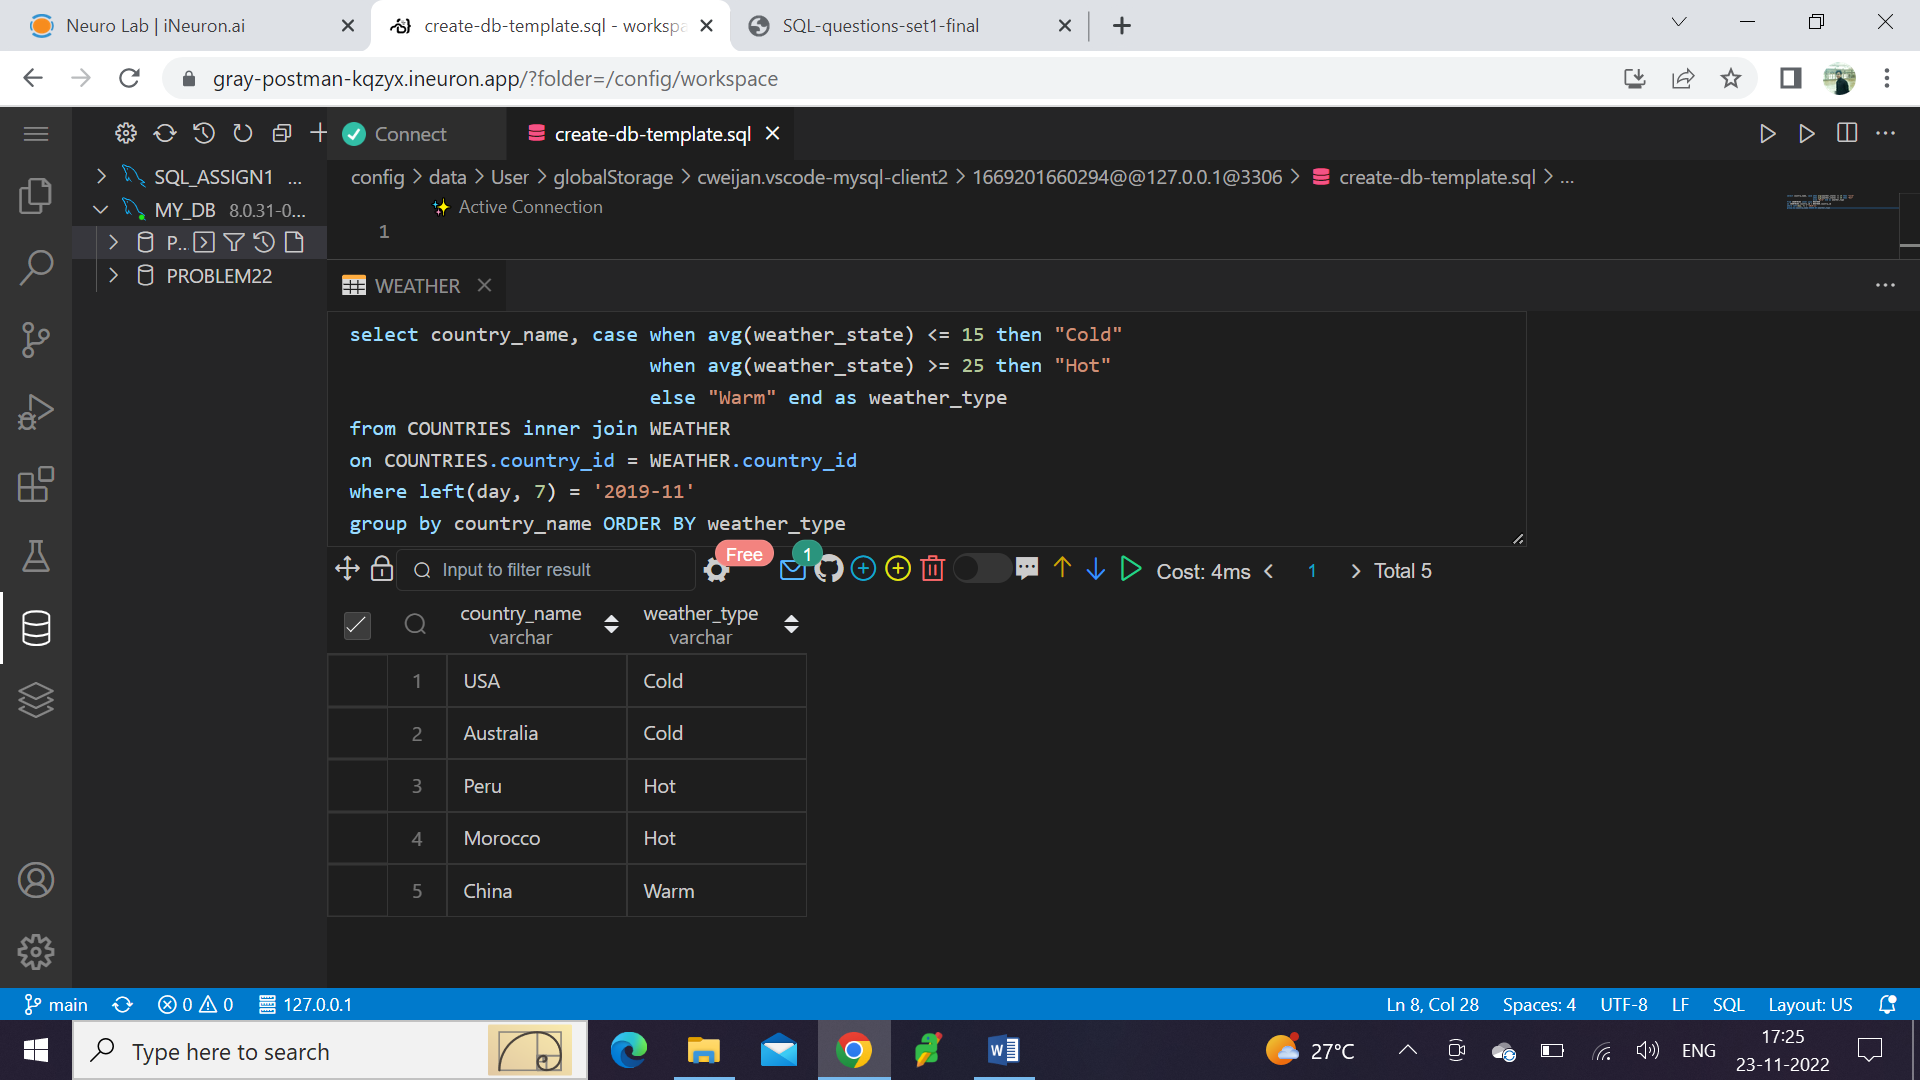 Neuro Lab | iNeuron.ai
create-db-template.sql - workspa
SQL-questions-set1-final
gray-postman-kqzyx.ineuron.app/?folder=/config/workspace
Connect
create-db-template.sql
SQL_ASSIGN1 ...
MY_DB 8.0.31-0...
P..
PROBLEM22
config > data > User > globalStorage > cweijan.vscode-mysql-client2 > 1669201660294@@127.0.0.1@3306 > create-db-template.sql > ...
Active Connection
1
WEATHER
select country_name, case when avg(weather_state) <= 15 then "Cold"
when avg(weather_state) >= 25 then "Hot"
else "Warm" end as weather_type
from COUNTRIES inner join WEATHER
on COUNTRIES.country_id = WEATHER.country_id
where left(day, 7) = '2019-11'
group by country_name ORDER BY weather_type
Input to filter result
Free
1
Cost: 4ms < 1 > Total 5
country_name weather_type
varchar varchar
1 USA Cold
2 Australia Cold
3 Peru Hot
4 Morocco Hot
5 China Warm
main 0 0 127.0.0.1
Ln 8, Col 28 Spaces: 4 UTF-8 LF SQL Layout: US
Type here to search
27°C
ENG
17:25
23-11-2022